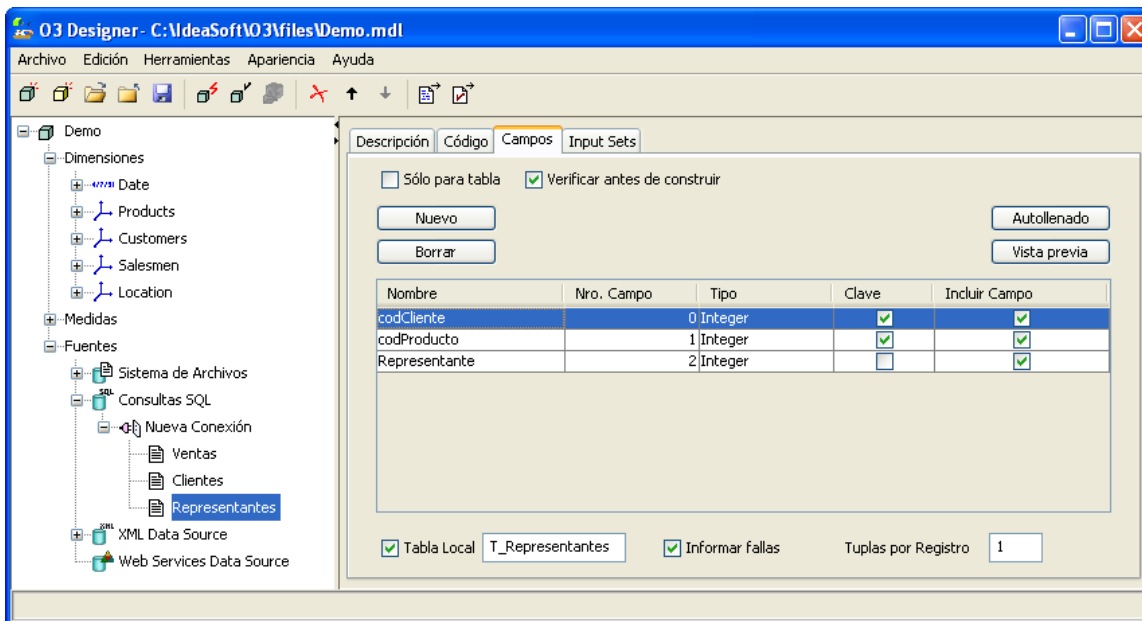 O3 Designer- C:\IdeaSoft\O3\files\Demo.mdl
Archivo Edición Herramientas Apariencia Ayuda
Demo
Dimensiones
Date
Products
Customers
Salesmen
Location
Medidas
Fuentes
Sistema de Archivos
SQL
Consultas SQL
Nueva Conexión
Ventas
Clientes
Representantes
XML
XML Data Source
Web Services Data Source
Descripción Código Campos Input Sets
Sólo para tabla Verificar antes de construir
Nuevo Autollenado
Borrar Vista previa
Nombre Nro. Campo Tipo Clave Incluir Campo
codCliente 0 Integer
codProducto 1 Integer
Representante 2 Integer
Tabla Local T_Representantes Informar fallas Tuplas por Registro 1